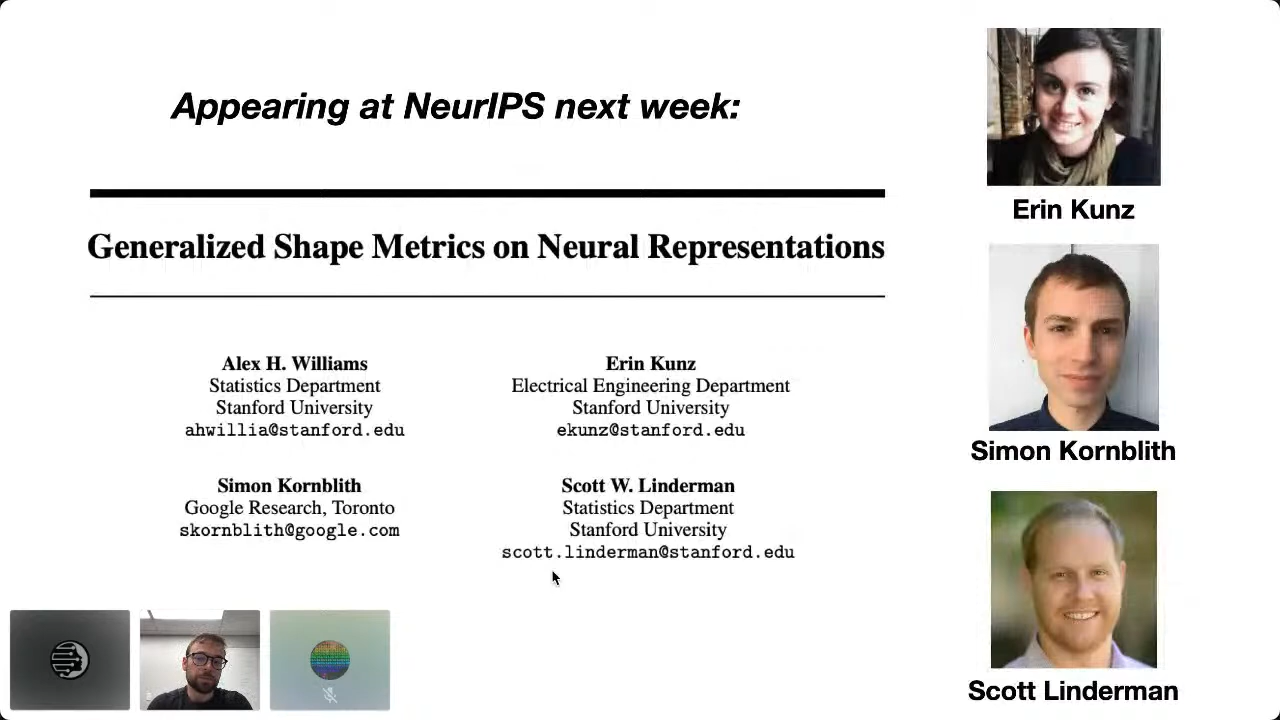 Appearing at NeurIPS next week:
Generalized Shape Metrics on Neural Representations
Alex H. Williams
Statistics Department
Stanford University
ahwillia@stanford.edu
Erin Kunz
Electrical Engineering Department
Stanford University
ekunz@stanford.edu
Simon Kornblith
Google Research, Toronto
skornblith@google.com
Scott W. Linderman
Statistics Department
Stanford University
scott.linderman@stanford.edu
Erin Kunz
Simon Kornblith
Scott Linderman